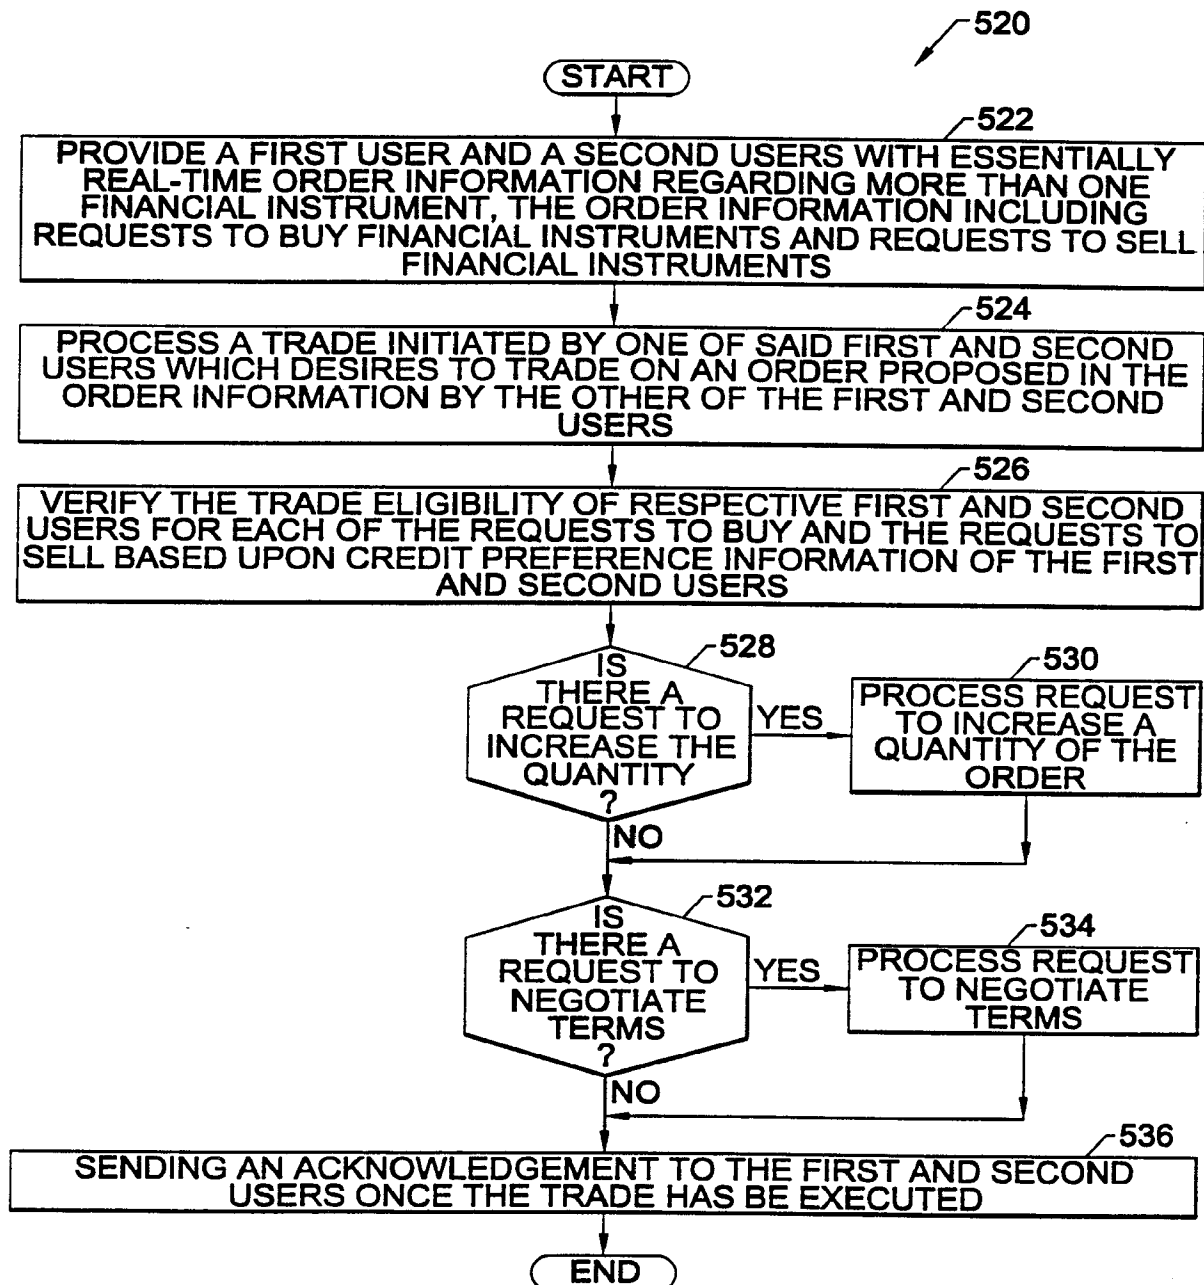 520
START
522
PROVIDE A FIRST USER AND A SECOND USERS WITH ESSENTIALLY
REAL-TIME ORDER INFORMATION REGARDING MORE THAN ONE
FINANCIAL INSTRUMENT, THE ORDER INFORMATION INCLUDING
REQUESTS TO BUY FINANCIAL INSTRUMENTS AND REQUESTS TO SELL
FINANCIAL INSTRUMENTS
524
PROCESS A TRADE INITIATED BY ONE OF SAID FIRST AND SECOND
USERS WHICH DESIRES TO TRADE ON AN ORDER PROPOSED IN THE
ORDER INFORMATION BY THE OTHER OF THE FIRST AND SECOND
USERS
526
VERIFY THE TRADE ELIGIBILITY OF RESPECTIVE FIRST AND SECOND
USERS FOR EACH OF THE REQUESTS TO BUY AND THE REQUESTS TO
SELL BASED UPON CREDIT PREFERENCE INFORMATION OF THE FIRST
AND SECOND USERS
528
IS
THERE A
REQUEST TO
INCREASE THE
QUANTITY
?
YES
530
PROCESS REQUEST
TO INCREASE A
QUANTITY OF THE
ORDER
NO
532
IS
THERE A
REQUEST TO
NEGOTIATE
TERMS
?
YES
534
PROCESS REQUEST
TO NEGOTIATE
TERMS
NO
536
SENDING AN ACKNOWLEDGEMENT TO THE FIRST AND SECOND
USERS ONCE THE TRADE HAS BE EXECUTED
END